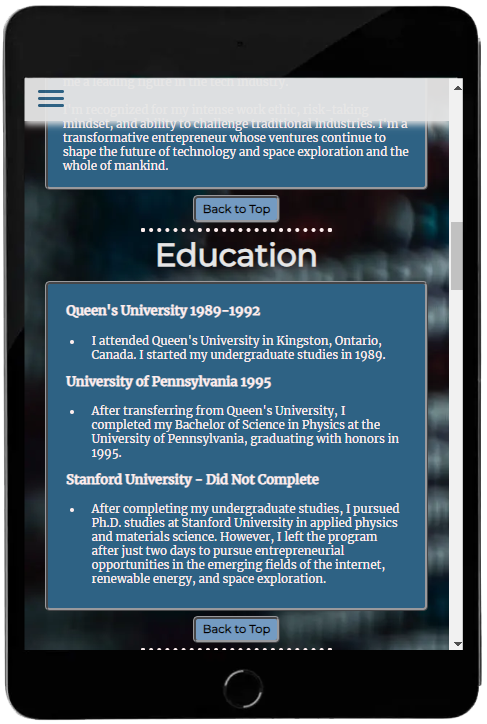 I'm recognized for my intense work ethic, risk-taking
mindset, and ability to challenge traditional industries. I'm a
transformative entrepreneur whose ventures continue to
shape the future of technology and space exploration and the
whole of mankind.
Back to Top
Education
Queen's University 1989-1992
• I attended Queen's University in Kingston, Ontario,
Canada. I started my undergraduate studies in 1989.
University of Pennsylvania 1995
• After transferring from Queen's University, I
completed my Bachelor of Science in Physics at the
University of Pennsylvania, graduating with honors in
1995.
Stanford University - Did Not Complete
• After completing my undergraduate studies, I pursued
Ph.D. studies at Stanford University in applied physics
and materials science. However, I left the program
after just two days to pursue entrepreneurial
opportunities in the emerging fields of the internet,
renewable energy, and space exploration.
Back to Top